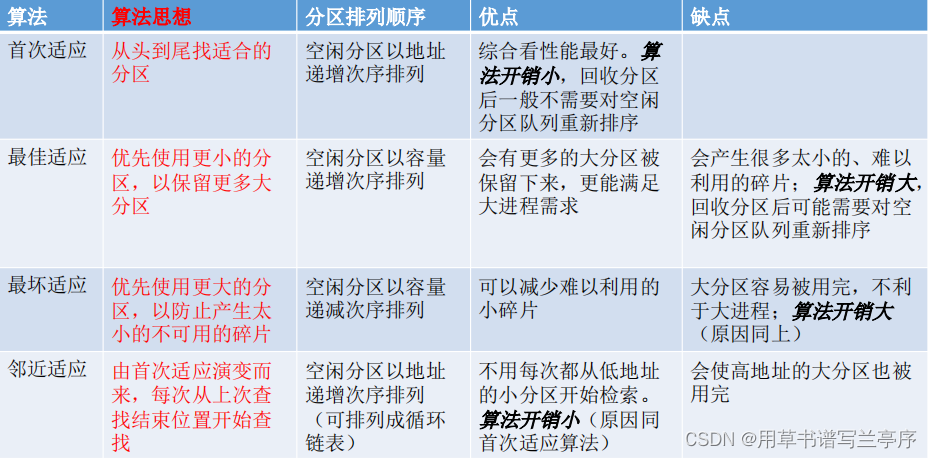 算法
算法思想
分区排列顺序
优点
缺点
首次适应
从头到尾找适合的
分区
空闲分区以地址
递增次序排列
综合看性能最好。算
法开销小，回收分区
后一般不需要对空闲
分区队列重新排序
最佳适应
优先使用更小的分
区，以保留更多大
分区
空闲分区以容量
递增次序排列
会有更多的大分区被
保留下来，更能满足
大进程需求
会产生很多太小的、难以
利用的碎片；算法开销大，
回收分区后可能需要对空
闲分区队列重新排序
最坏适应
优先使用更大的分
区，以防止产生太
小的不可用的碎片
空闲分区以容量
递减次序排列
可以减少难以利用的
小碎片
大分区容易被用完，不利
于大进程；算法开销大
（原因同上）
邻近适应
由首次适应演变而
来，每次从上次查
找结束位置开始查
找
空闲分区以地址
递增次序排列
（可排列成循环
链表）
不用每次都从低地址
的小分区开始检索。
算法开销小（原因同
首次适应算法）
会使高地址的大分区也被
用完
CSDN @用草书谱写兰亭序